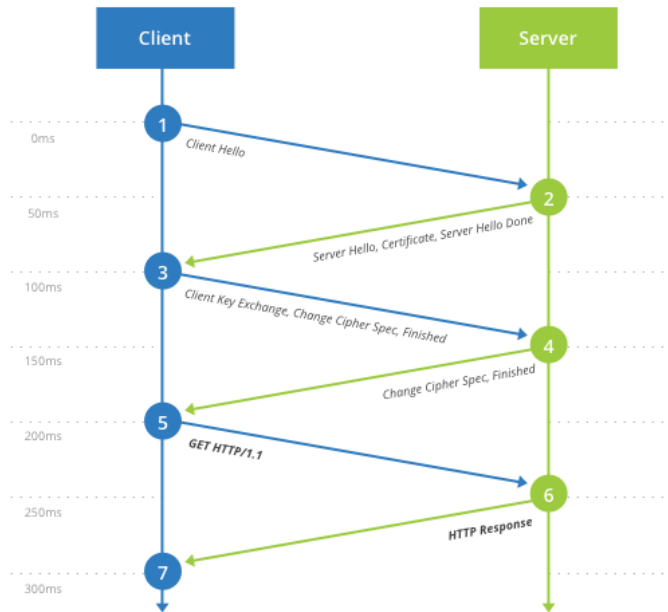 Client
Server
1
0ms
Client Hello
2
50ms
Server Hello, Certificate, Server Hello Done
3
100ms
Client Key Exchange, Change Cipher Spec, Finished
4
150ms
Change Cipher Spec, Finished
5
200ms
GET HTTP/1.1
6
250ms
HTTP Response
7
300ms